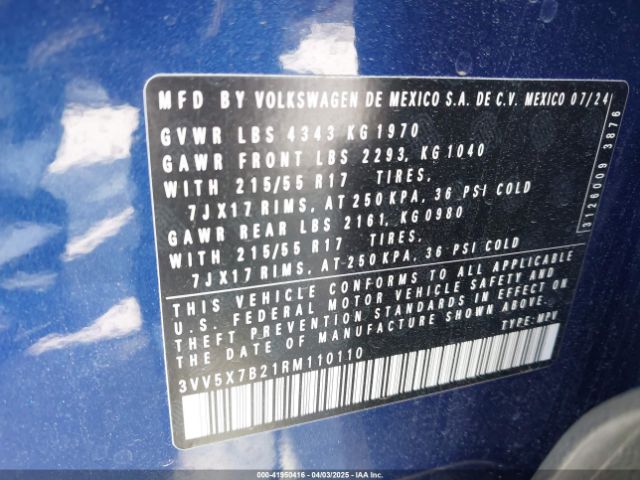 MFD BY VOLKSWAGEN DE MEXICO S.A. DE C.V. MEXICO 07/24
GVWR LBS 4343 KG 1970
GAWR FRONT LBS 2293, KG 1040
WITH 215/55 R17 TIRES,
7JX17 RIMS, AT 250 KPA, 36 PSI COLD
GAWR REAR LBS 2161, KG 0980
WITH 215/55 R17 TIRES,
7JX17 RIMS, AT 250 KPA, 36 PSI COLD
THIS VEHICLE CONFORMS TO ALL APPLICABLE
U.S. FEDERAL MOTOR VEHICLE SAFETY AND
THEFT PREVENTION STANDARDS IN EFFECT ON
THE DATE OF MANUFACTURE SHOWN ABOVE.
TYPE: MPV
3VV5X7B21RM110110
3126009 3876
000-41950416 - 04/03/2025 - IAA Inc.